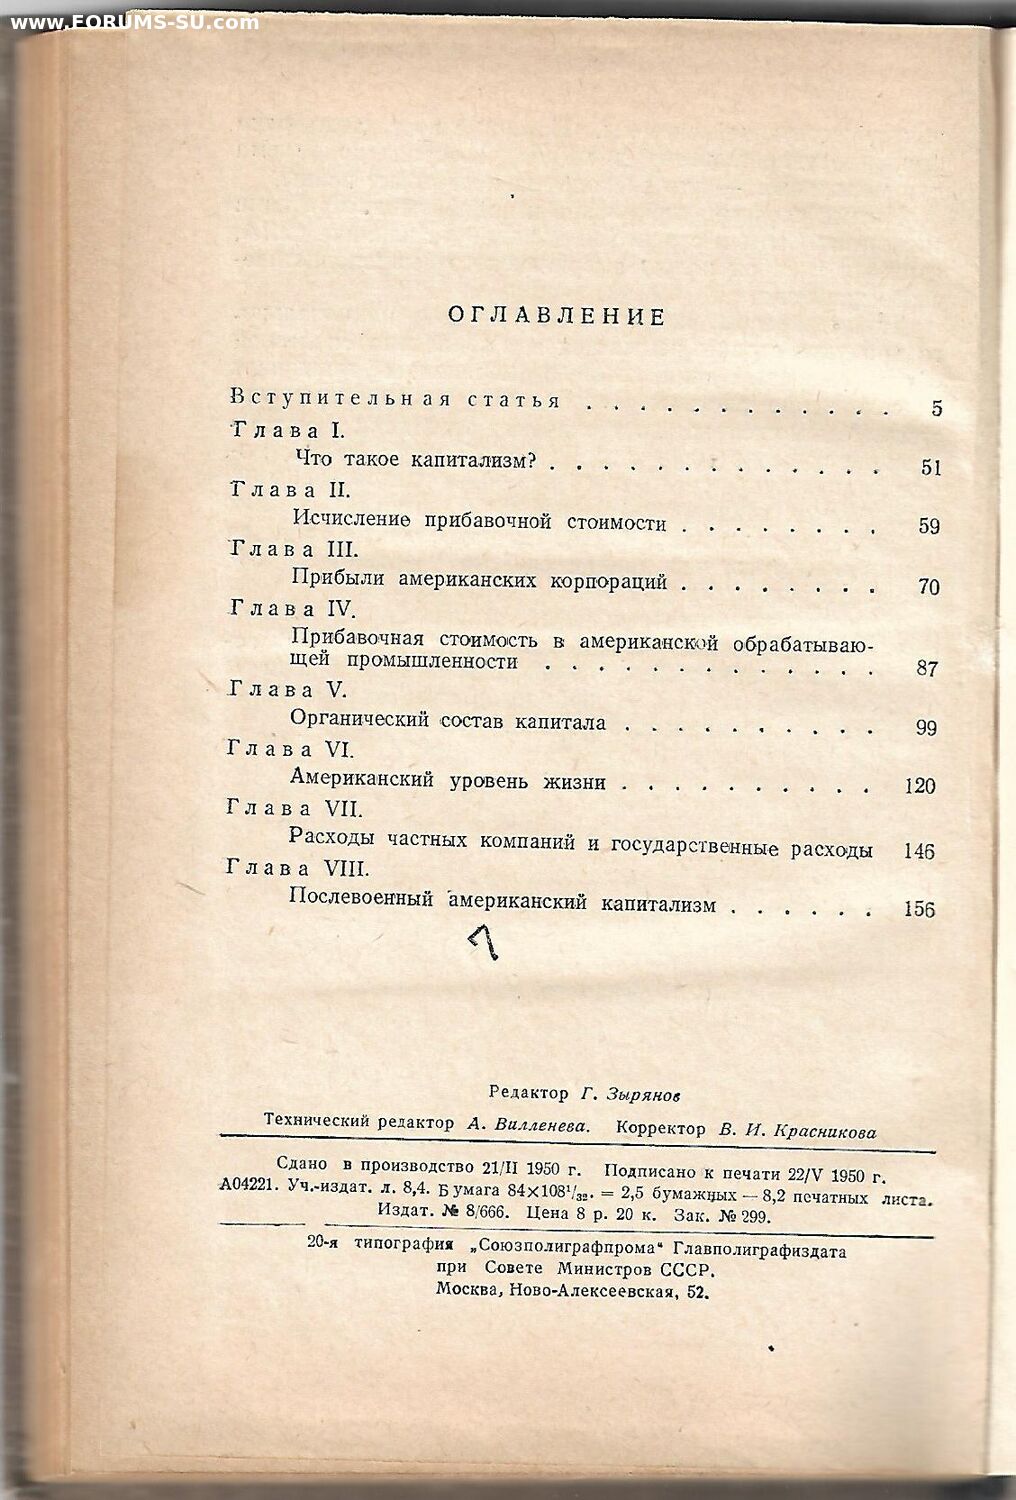 www.FORUMS-SU.com
ОГЛАВЛЕНИЕ
Вступительная статья . . . . . . . . . . . . 5
Глава I.
Что такое капитализм? . . . . . . . . . . . . . 51
Глава II.
Исчисление прибавочной стоимости . . . . . . . . 59
Глава III.
Прибыли американских корпораций . . . . . . . . 70
Глава IV.
Прибавочная стоимость в американской обрабатываю-
щей промышленности . . . . . . . . . . . . . 87
Глава V.
Органический состав капитала . . . . . . . . . . 99
Глава VI.
Американский уровень жизни . . . . . . . . . . 120
Глава VII.
Расходы частных компаний и государственные расходы 146
Глава VIII.
Послевоенный американский капитализм . . . . . . 156
Редактор Г. Зырянов
Технический редактор А. Вилленева. Корректор В. И. Красникова
Сдано в производство 21/II 1950 г. Подписано к печати 22/V 1950 г.
А04221. Уч.-издат. л. 8,4. Бумага 84×108¹/₃₂. = 2,5 бумажных — 8,2 печатных листа.
Издат. № 8/666. Цена 8 р. 20 к. Зак. № 299.
20-я типография „Союзполиграфпрома“ Главполиграфиздата
при Совете Министров СССР.
Москва, Ново-Алексеевская, 52.